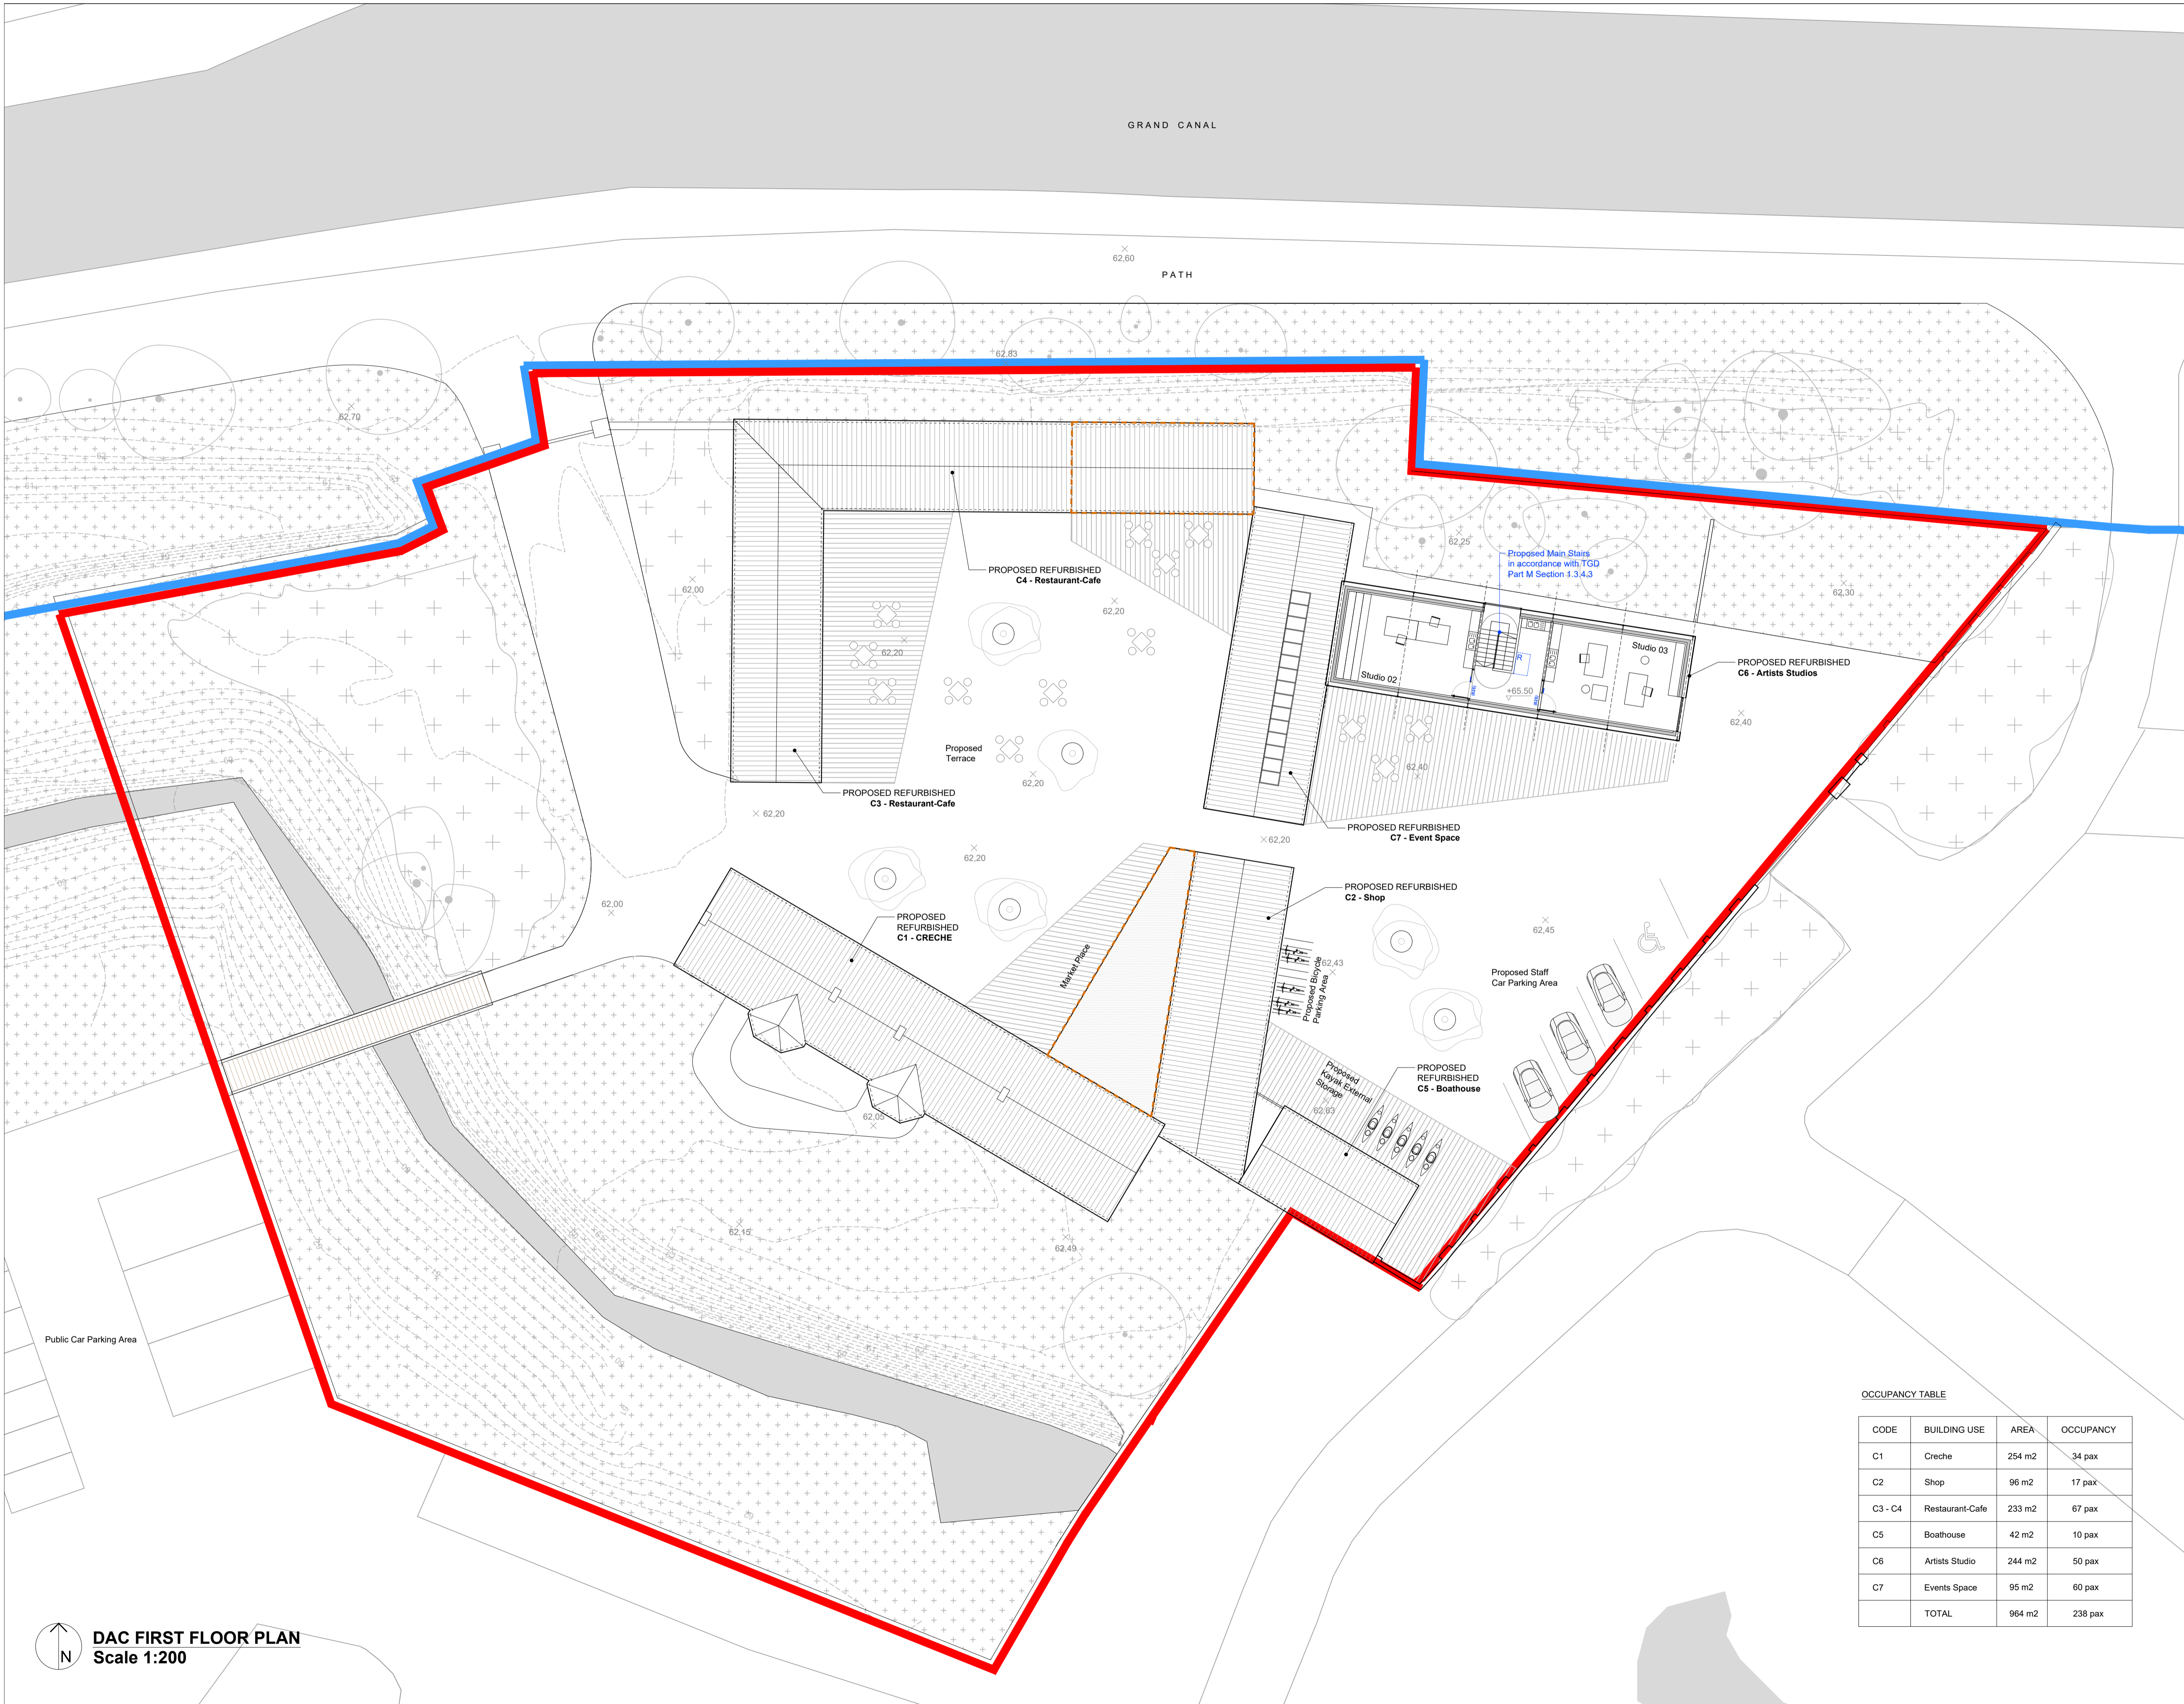 GRAND CANAL
62,60
PATH
62.83
62,70
62,25
Proposed Main Stairs
in accordance with TGD
Part M Section 1.3.4.3
62,00
PROPOSED REFURBISHED
C4 - Restaurant-Cafe
62,20
62,30
62,20
Studio 03
Studio 02
R
+65.50
PROPOSED REFURBISHED
C6 - Artists Studios
62,40
Proposed
Terrace
62,20
62,40
PROPOSED REFURBISHED
C3 - Restaurant-Cafe
62,20
PROPOSED REFURBISHED
C7 - Event Space
62,20
62,20
62,00
PROPOSED REFURBISHED
C2 - Shop
PROPOSED
REFURBISHED
C1 - CRECHE
62,45
Market Place
62,43
Proposed Bicycle
Parking Area
Proposed Staff
Car Parking Area
Proposed
Kayak External
Storage
62,63
PROPOSED
REFURBISHED
C5 - Boathouse
62,05
62,15
62,49
Public Car Parking Area
OCCUPANCY TABLE
CODE BUILDING USE AREA OCCUPANCY
C1 Creche 254 m2 34 pax
C2 Shop 96 m2 17 pax
C3 - C4 Restaurant-Cafe 233 m2 67 pax
C5 Boathouse 42 m2 10 pax
C6 Artists Studio 244 m2 50 pax
C7 Events Space 95 m2 60 pax
TOTAL 964 m2 238 pax
N
DAC FIRST FLOOR PLAN
Scale 1:200